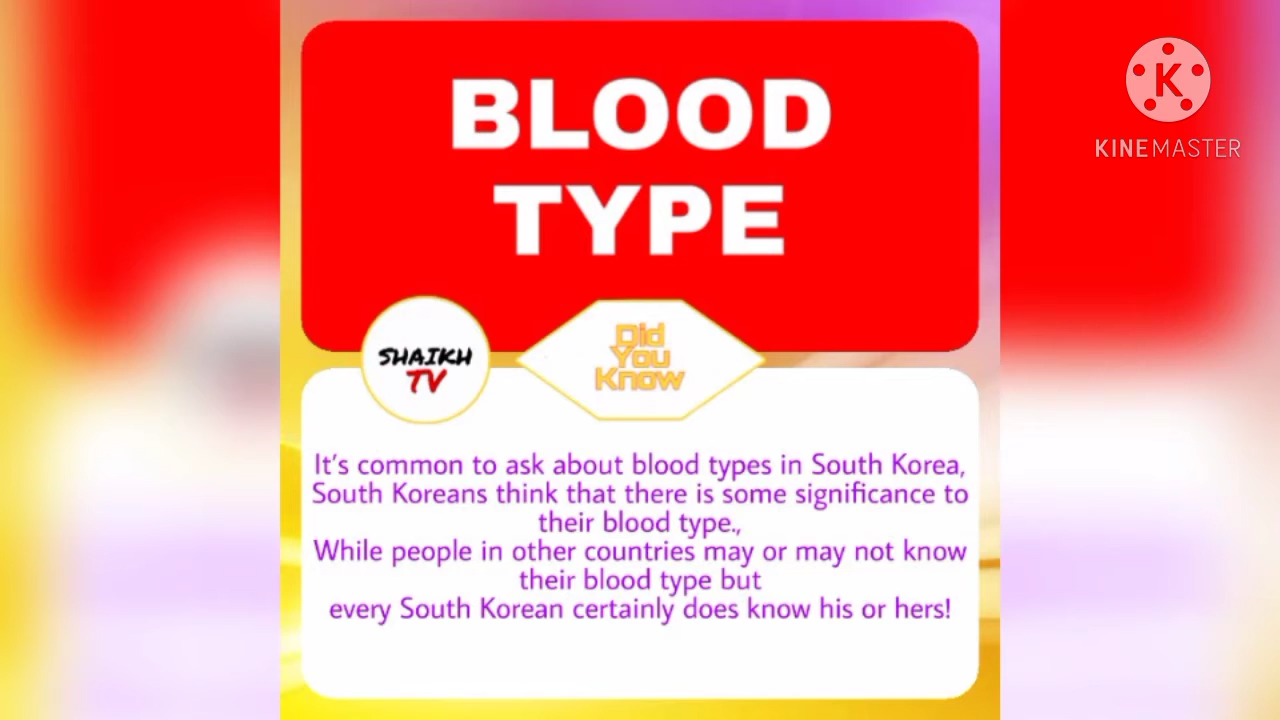 BLOOD
TYPE
K
KINEMASTER
SHAIKH
TV
Did
You
Know
It's common to ask about blood types in South Korea,
South Koreans think that there is some significance to
their blood type.,
While people in other countries may or may not know
their blood type but
every South Korean certainly does know his or hers!